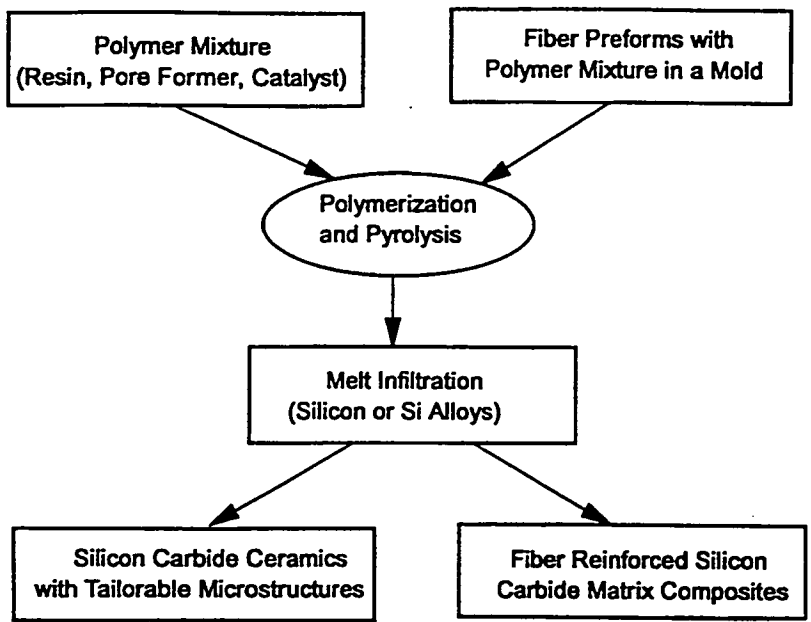 Polymer Mixture
(Resin, Pore Former, Catalyst)
Fiber Preforms with
Polymer Mixture in a Mold
Polymerization
and Pyrolysis
Melt Infiltration
(Silicon or Si Alloys)
Silicon Carbide Ceramics
with Tailorable Microstructures
Fiber Reinforced Silicon
Carbide Matrix Composites